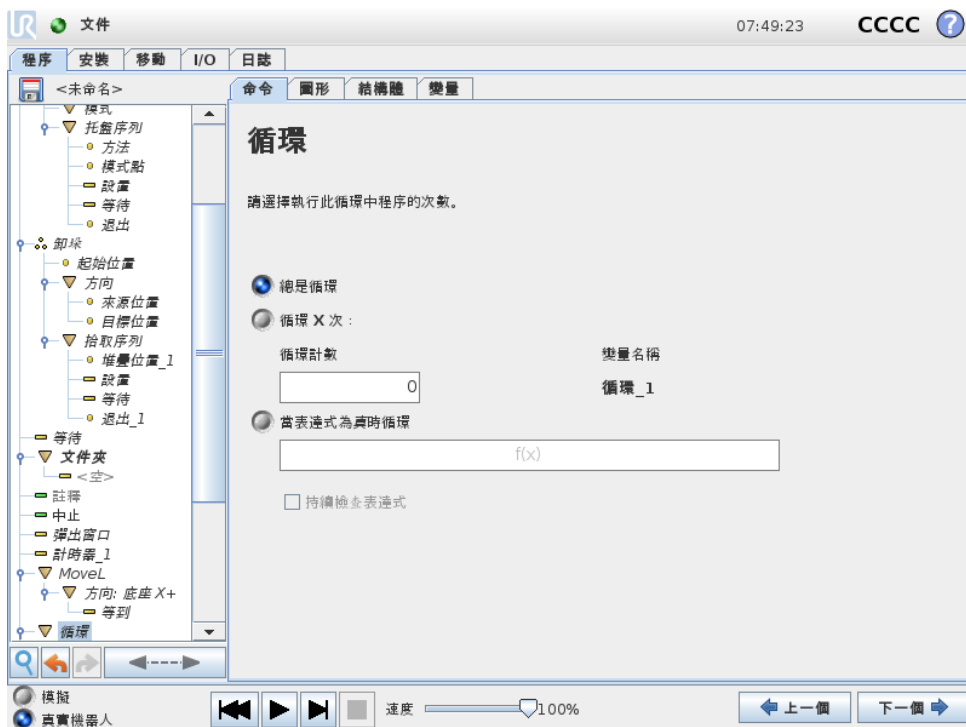 UR 文件 07:49:23 CCCC ?
程序 安裝 移動 I/O 日誌
<未命名>
命令 圖形 結構體 變量
模式
托盤序列
方法
模式點
設置
等待
退出
卸垛
起始位置
方向
來源位置
目標位置
拾取序列
堆疊位置_1
設置
等待
退出_1
等待
文件夾
<空>
註釋
中止
彈出窗口
計時器_1
MoveL
方向: 底座 X+
等到
循環
循環
請選擇執行此循環中程序的次數。
總是循環
循環 X 次 :
循環計數 變量名稱
0 循環_1
當表達式為真時循環
f(x)
持續檢查表達式
模擬
真實機器人
速度 100%
上一個 下一個